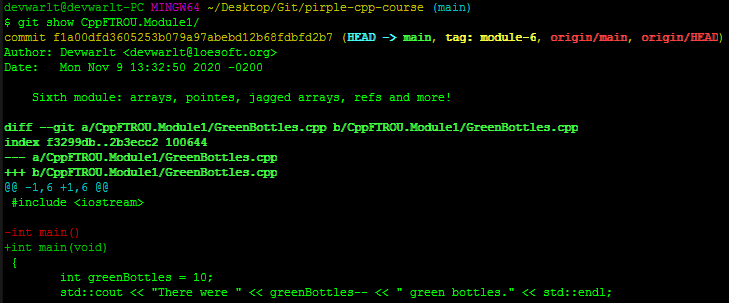 devwarlt@devwarlt-PC MINGW64 ~/Desktop/Git/pirple-cpp-course (main)
$ git show CppFTROU.Module1/
commit f1a00dfd3605253b079a97abebd12b68fdbfd2b7 (HEAD -> main, tag: module-6, origin/main, origin/HEAD)
Author: Devwarlt <devwarlt@loesoft.org>
Date:   Mon Nov 9 13:32:50 2020 -0200
    Sixth module: arrays, pointes, jagged arrays, refs and more!
diff --git a/CppFTROU.Module1/GreenBottles.cpp b/CppFTROU.Module1/GreenBottles.cpp
index f3299db..2b3ecc2 100644
--- a/CppFTROU.Module1/GreenBottles.cpp
+++ b/CppFTROU.Module1/GreenBottles.cpp
@@ -1,6 +1,6 @@
 #include <iostream>
-int main()
+int main(void)
 {
        int greenBottles = 10;
        std::cout << "There were " << greenBottles-- << " green bottles." << std::endl;